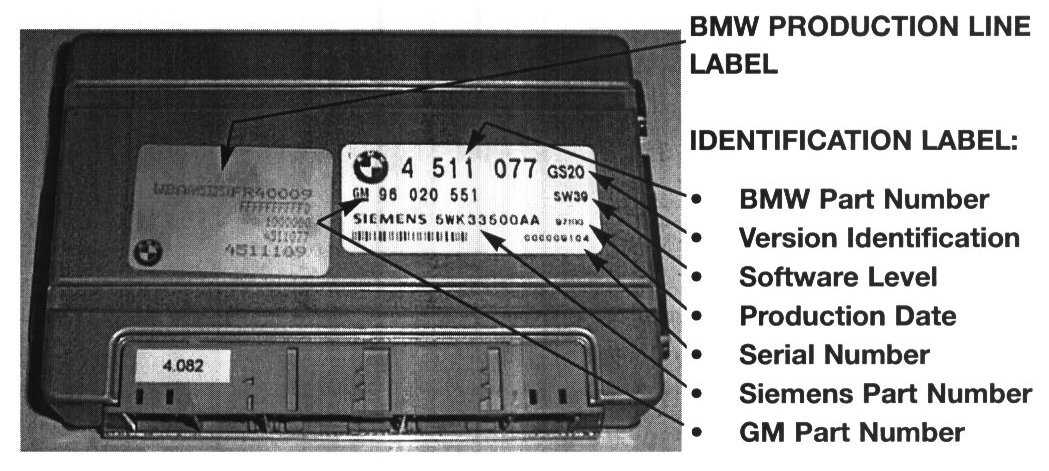 BMW PRODUCTION LINE
LABEL
IDENTIFICATION LABEL:
• BMW Part Number
• Version Identification
• Software Level
• Production Date
• Serial Number
• Siemens Part Number
• GM Part Number
4 511 077 GS20
GM 96 020 551 SW39
SIEMENS 5WK33500AA
4511109
4.082